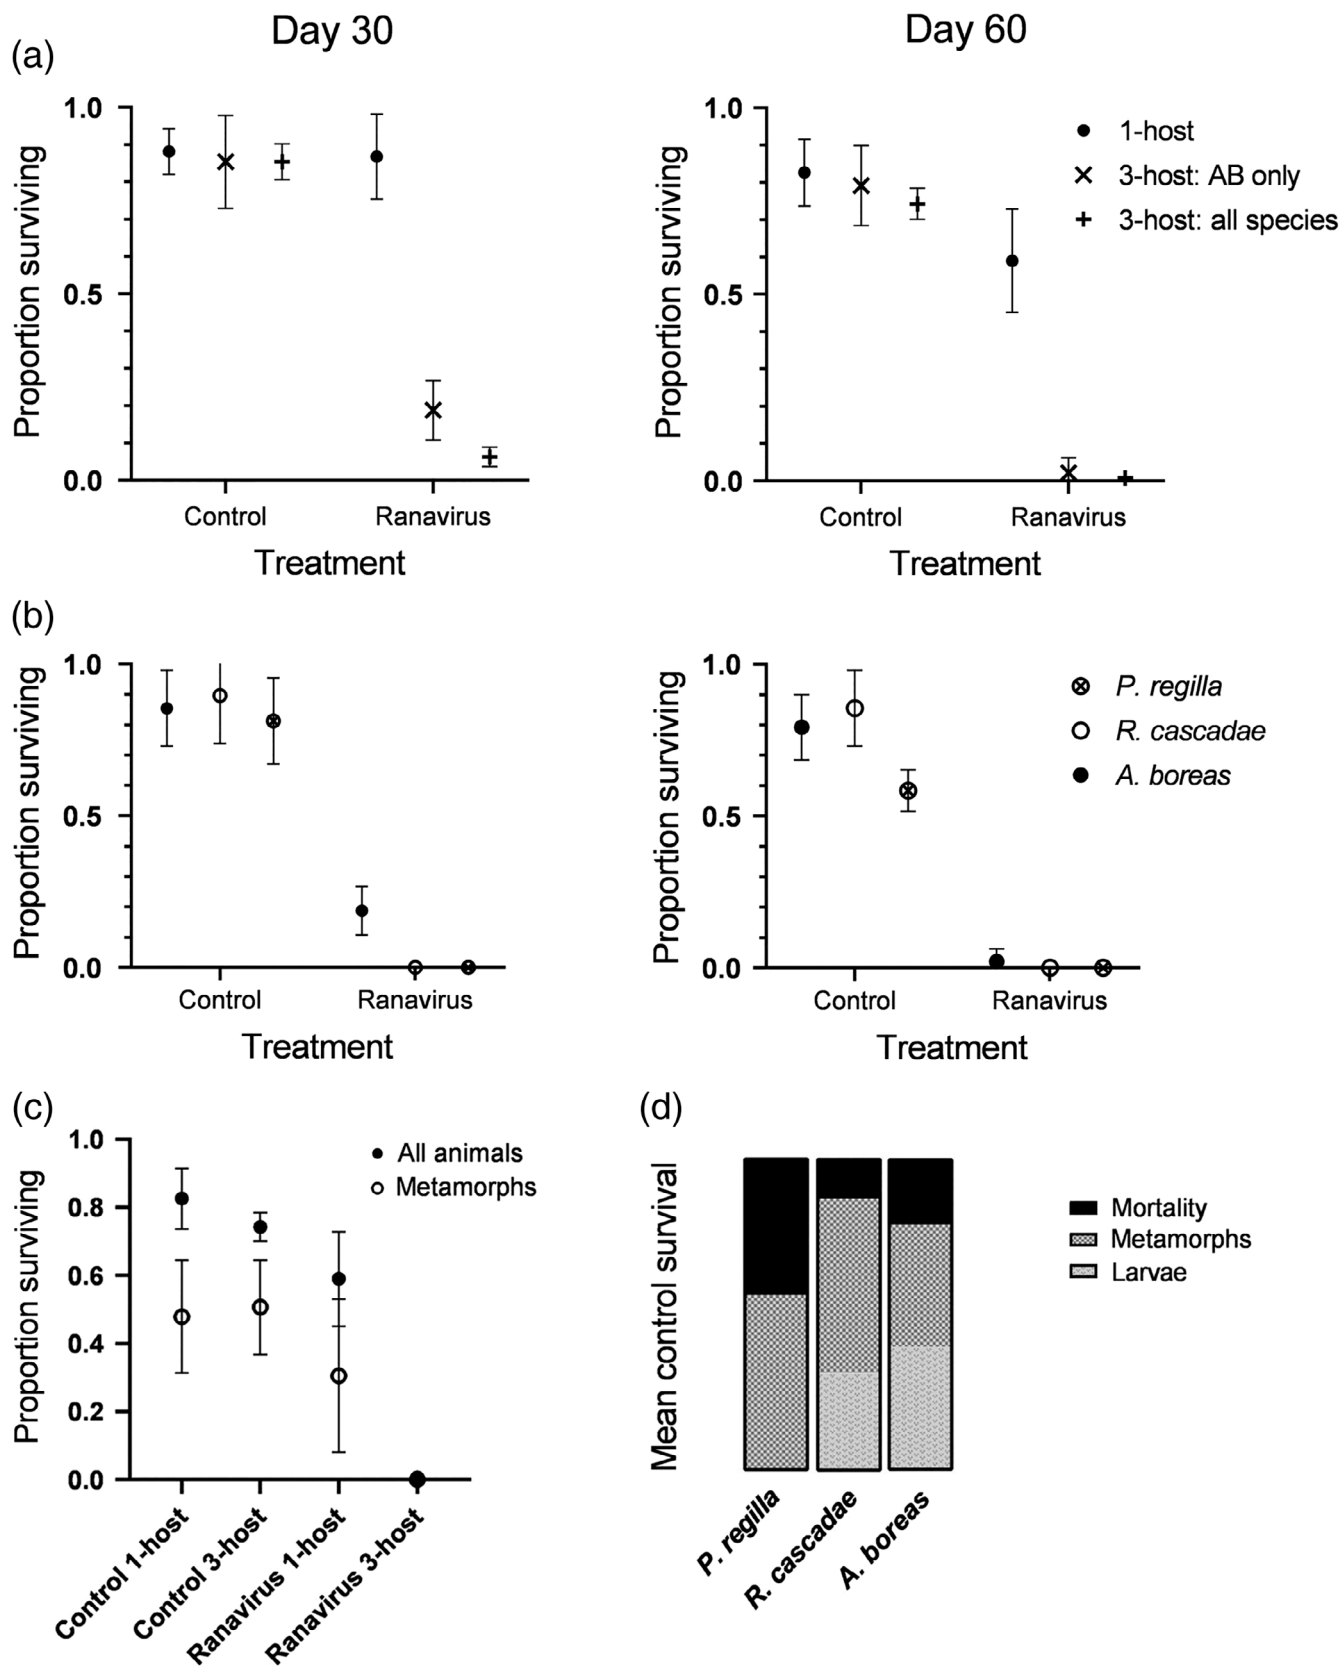 Day 30
Day 60
(a)
1.0
0.5
0.0
Proportion surviving
Control
Ranavirus
Treatment
1.0
0.5
0.0
Proportion surviving
Control
Ranavirus
Treatment
1-host
3-host: AB only
3-host: all species
(b)
1.0
0.5
0.0
Proportion surviving
Control
Ranavirus
Treatment
1.0
0.5
0.0
Proportion surviving
Control
Ranavirus
Treatment
P. regilla
R. cascadae
A. boreas
(c)
1.0
0.8
0.6
0.4
0.2
0.0
Proportion surviving
All animals
Metamorphs
Control 1-host
Control 3-host
Ranavirus 1-host
Ranavirus 3-host
(d)
Mean control survival
P. regilla
R. cascadae
A. boreas
Mortality
Metamorphs
Larvae